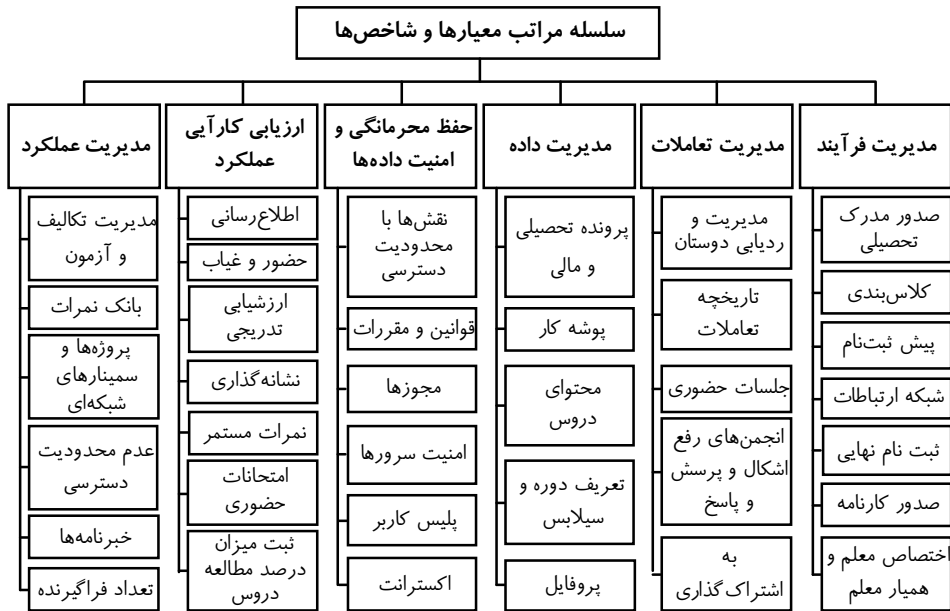 سلسله مراتب معیارها و شاخص‌ها
مدیریت فرآیند
صدور مدرک
تحصیلی
کلاس‌بندی
پیش ثبت‌نام
شبکه ارتباطات
ثبت نام نهایی
صدور کارنامه
اختصاص معلم و
همیار معلم
مدیریت تعاملات
مدیریت و
ردیابی دوستان
تاریخچه
تعاملات
جلسات حضوری
انجمن‌های رفع
اشکال و پرسش
و پاسخ
به
اشتراک‌گذاری
مدیریت داده
پرونده تحصیلی
و مالی
پوشه کار
محتوای
دروس
تعریف دوره و
سیلابس
پروفایل
حفظ محرمانگی و
امنیت داده‌ها
نقش‌ها با
محدودیت
دسترسی
قوانین و مقررات
مجوزها
امنیت سرورها
پلیس کاربر
اکسترانت
ارزیابی کارآیی
عملکرد
اطلاع‌رسانی
حضور و غیاب
ارزشیابی
تدریجی
نشانه‌گذاری
نمرات مستمر
امتحانات
حضوری
ثبت میزان
درصد مطالعه
دروس
مدیریت عملکرد
مدیریت تکالیف
و آزمون
بانک نمرات
پروژه‌ها و
سمینارهای
شبکه‌ای
عدم محدودیت
دسترسی
خبرنامه‌ها
تعداد فراگیرنده